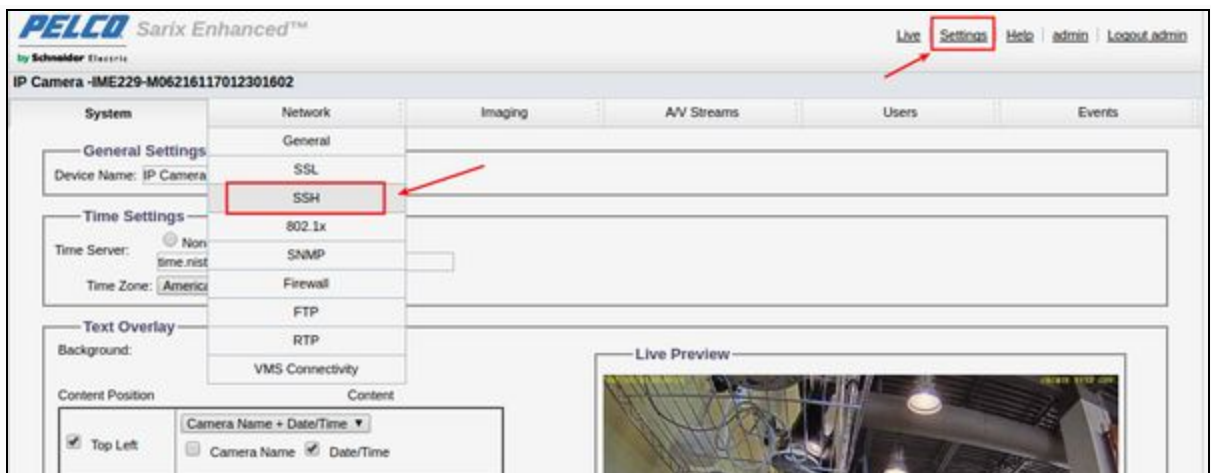 PELCO Sarix Enhanced™
by Schneider Electric
Live Settings Help admin Logout admin
IP Camera -IME229-M06216117012301602
System Network Imaging A/V Streams Users Events
General
SSL
SSH
802.1x
SNMP
Firewall
FTP
RTP
VMS Connectivity
General Settings
Device Name: IP Camera
Time Settings
Time Server: Non
time.nist
Time Zone: America
Text Overlay
Background:
Content Position Content
Camera Name + Date/Time ▼
Top Left
Camera Name Date/Time
Live Preview